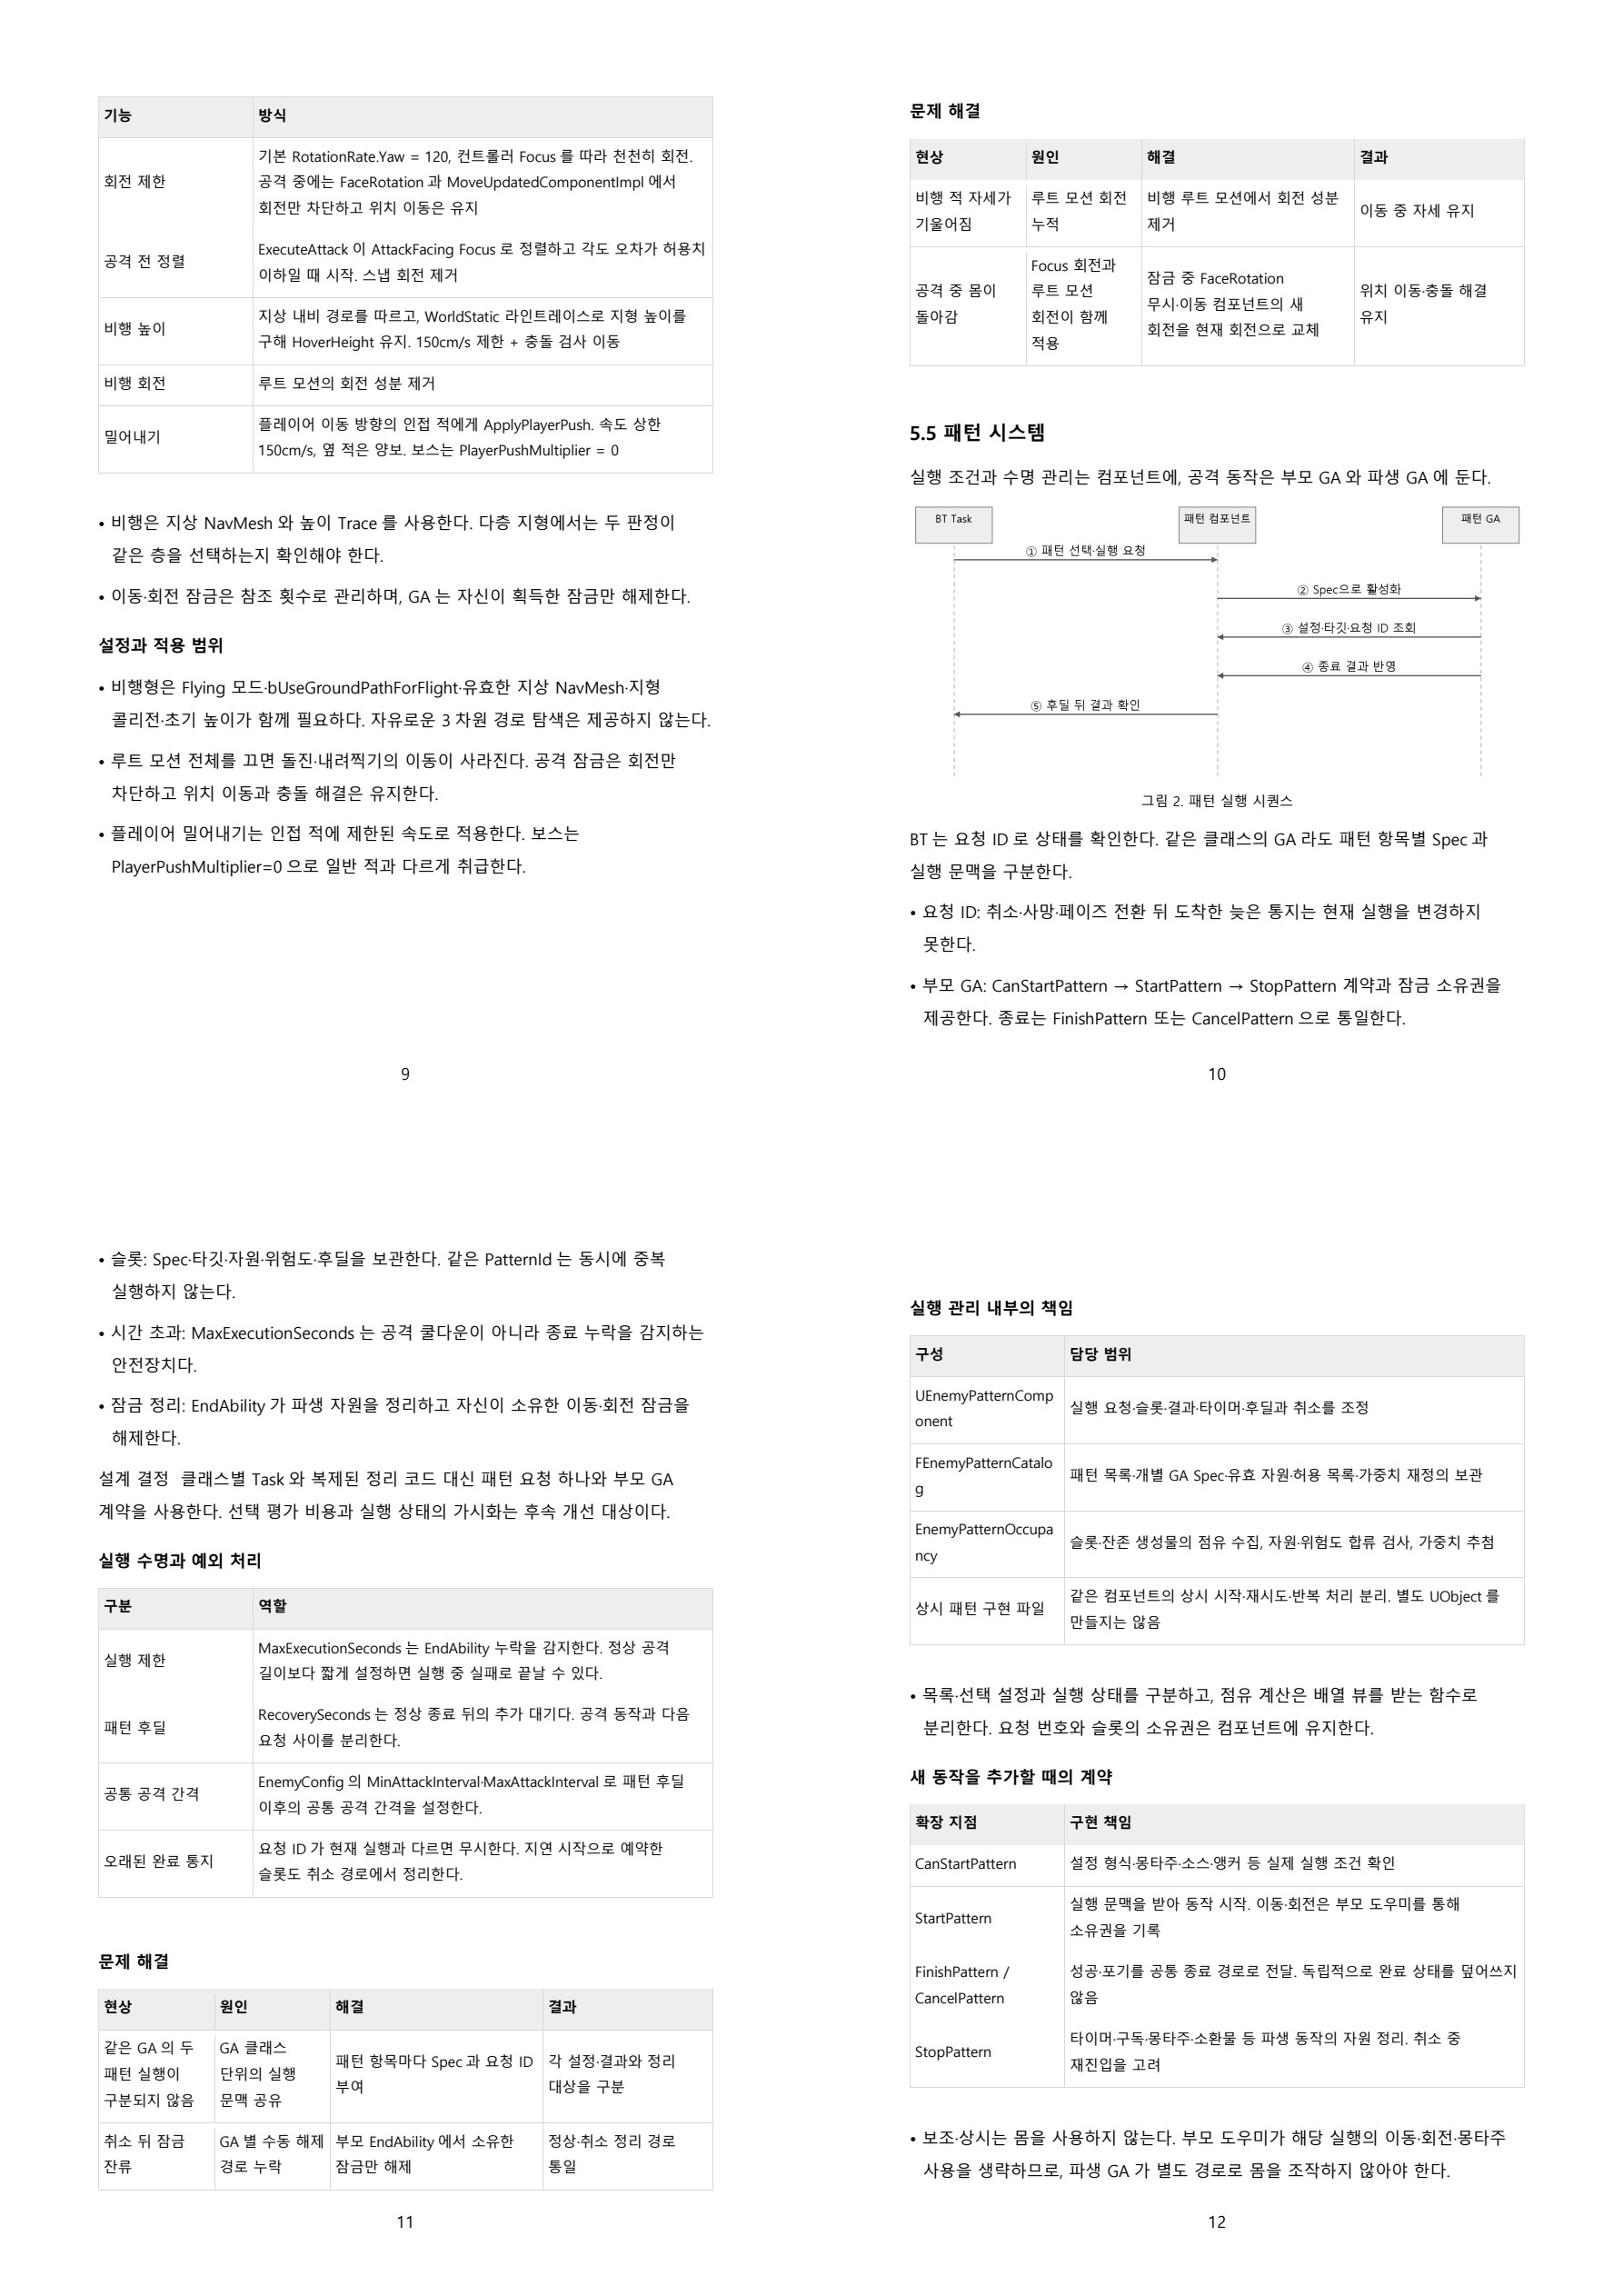 기능 방식
회전 제한
기본 RotationRate.Yaw = 120, 컨트롤러 Focus 를 따라 천천히 회전.
공격 중에는 FaceRotation 과 MoveUpdatedComponentImpl 에서
회전만 차단하고 위치 이동은 유지
공격 전 정렬
ExecuteAttack 이 AttackFacing Focus 로 정렬하고 각도 오차가 허용치
이하일 때 시작. 스냅 회전 제거
비행 높이
지상 내비 경로를 따르고, WorldStatic 라인트레이스로 지형 높이를
구해 HoverHeight 유지. 150cm/s 제한 + 충돌 검사 이동
비행 회전 루트 모션의 회전 성분 제거
밀어내기
플레이어 이동 방향의 인접 적에게 ApplyPlayerPush. 속도 상한
150cm/s, 옆 적은 양보. 보스는 PlayerPushMultiplier = 0
• 비행은 지상 NavMesh 와 높이 Trace 를 사용한다. 다층 지형에서는 두 판정이
같은 층을 선택하는지 확인해야 한다.
• 이동·회전 잠금은 참조 횟수로 관리하며, GA 는 자신이 획득한 잠금만 해제한다.
설정과 적용 범위
• 비행형은 Flying 모드·bUseGroundPathForFlight·유효한 지상 NavMesh·지형
콜리전·초기 높이가 함께 필요하다. 자유로운 3 차원 경로 탐색은 제공하지 않는다.
• 루트 모션 전체를 끄면 돌진·내려찍기의 이동이 사라진다. 공격 잠금은 회전만
차단하고 위치 이동과 충돌 해결은 유지한다.
• 플레이어 밀어내기는 인접 적에 제한된 속도로 적용한다. 보스는
PlayerPushMultiplier=0 으로 일반 적과 다르게 취급한다.
9
문제 해결
현상 원인 해결 결과
비행 적 자세가
기울어짐
루트 모션 회전
누적
비행 루트 모션에서 회전 성분
제거
이동 중 자세 유지
공격 중 몸이
돌아감
Focus 회전과
루트 모션
회전이 함께
적용
잠금 중 FaceRotation
무시·이동 컴포넌트의 새
회전을 현재 회전으로 교체
위치 이동·충돌 해결
유지
5.5 패턴 시스템
실행 조건과 수명 관리는 컴포넌트에, 공격 동작은 부모 GA 와 파생 GA 에 둔다.
BT Task 패턴 컴포넌트 패턴 GA
① 패턴 선택·실행 요청
② Spec으로 활성화
③ 설정·타깃·요청 ID 조회
④ 종료 결과 반영
⑤ 후딜 뒤 결과 확인
그림 2. 패턴 실행 시퀀스
BT 는 요청 ID 로 상태를 확인한다. 같은 클래스의 GA 라도 패턴 항목별 Spec 과
실행 문맥을 구분한다.
• 요청 ID: 취소·사망·페이즈 전환 뒤 도착한 늦은 통지는 현재 실행을 변경하지
못한다.
• 부모 GA: CanStartPattern → StartPattern → StopPattern 계약과 잠금 소유권을
제공한다. 종료는 FinishPattern 또는 CancelPattern 으로 통일한다.
10
• 슬롯: Spec·타깃·자원·위험도·후딜을 보관한다. 같은 PatternId 는 동시에 중복
실행하지 않는다.
• 시간 초과: MaxExecutionSeconds 는 공격 쿨다운이 아니라 종료 누락을 감지하는
안전장치다.
• 잠금 정리: EndAbility 가 파생 자원을 정리하고 자신이 소유한 이동·회전 잠금을
해제한다.
설계 결정 클래스별 Task 와 복제된 정리 코드 대신 패턴 요청 하나와 부모 GA
계약을 사용한다. 선택 평가 비용과 실행 상태의 가시화는 후속 개선 대상이다.
실행 수명과 예외 처리
구분 역할
실행 제한
MaxExecutionSeconds 는 EndAbility 누락을 감지한다. 정상 공격
길이보다 짧게 설정하면 실행 중 실패로 끝날 수 있다.
패턴 후딜
RecoverySeconds 는 정상 종료 뒤의 추가 대기다. 공격 동작과 다음
요청 사이를 분리한다.
공통 공격 간격
EnemyConfig 의 MinAttackInterval·MaxAttackInterval 로 패턴 후딜
이후의 공통 공격 간격을 설정한다.
오래된 완료 통지
요청 ID 가 현재 실행과 다르면 무시한다. 지연 시작으로 예약한
슬롯도 취소 경로에서 정리한다.
문제 해결
현상 원인 해결 결과
같은 GA 의 두
패턴 실행이
구분되지 않음
GA 클래스
단위의 실행
문맥 공유
패턴 항목마다 Spec 과 요청 ID
부여
각 설정·결과와 정리
대상을 구분
취소 뒤 잠금
잔류
GA 별 수동 해제
경로 누락
부모 EndAbility 에서 소유한
잠금만 해제
정상·취소 정리 경로
통일
11
실행 관리 내부의 책임
구성 담당 범위
UEnemyPatternComp
onent
실행 요청·슬롯·결과·타이머·후딜과 취소를 조정
FEnemyPatternCatalo
g
패턴 목록·개별 GA Spec·유효 자원·허용 목록·가중치 재정의 보관
EnemyPatternOccupa
ncy
슬롯·잔존 생성물의 점유 수집, 자원·위험도 합류 검사, 가중치 추첨
상시 패턴 구현 파일
같은 컴포넌트의 상시 시작·재시도·반복 처리 분리. 별도 UObject 를
만들지는 않음
• 목록·선택 설정과 실행 상태를 구분하고, 점유 계산은 배열 뷰를 받는 함수로
분리한다. 요청 번호와 슬롯의 소유권은 컴포넌트에 유지한다.
새 동작을 추가할 때의 계약
확장 지점 구현 책임
CanStartPattern 설정 형식·몽타주·소스·앵커 등 실제 실행 조건 확인
StartPattern
실행 문맥을 받아 동작 시작. 이동·회전은 부모 도우미를 통해
소유권을 기록
FinishPattern /
CancelPattern
성공·포기를 공통 종료 경로로 전달. 독립적으로 완료 상태를 덮어쓰지
않음
StopPattern
타이머·구독·몽타주·소환물 등 파생 동작의 자원 정리. 취소 중
재진입을 고려
• 보조·상시는 몸을 사용하지 않는다. 부모 도우미가 해당 실행의 이동·회전·몽타주
사용을 생략하므로, 파생 GA 가 별도 경로로 몸을 조작하지 않아야 한다.
12